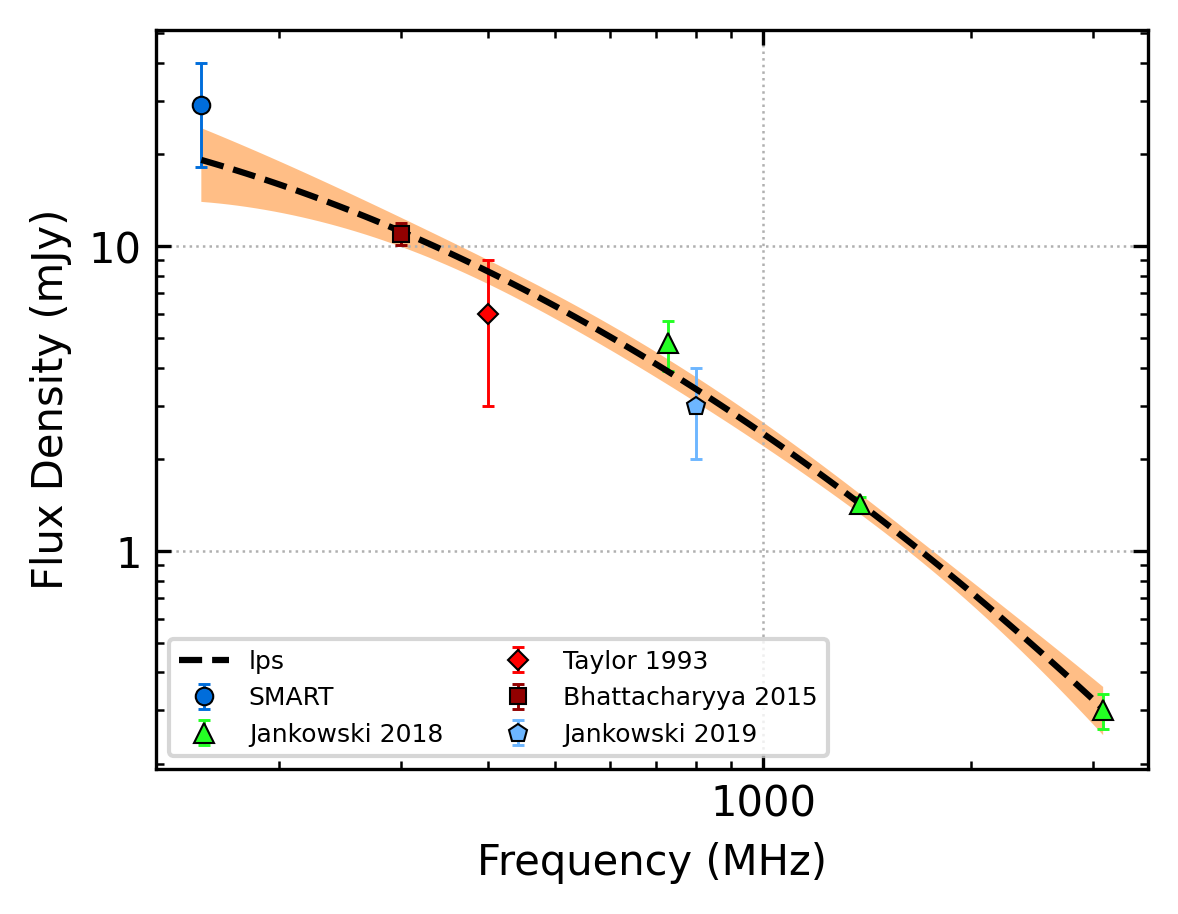 Flux Density (mJy)
10
1
lps
SMART
Jankowski 2018
Taylor 1993
Bhattacharyya 2015
Jankowski 2019
1000
Frequency (MHz)